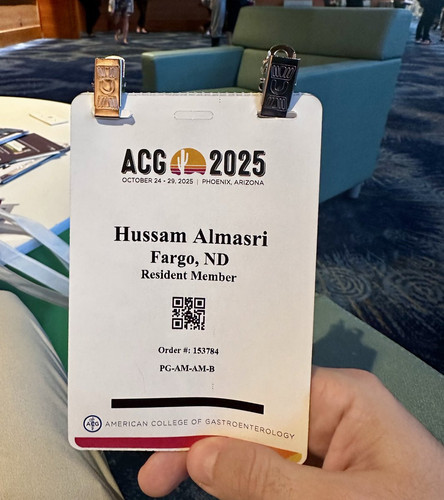 ACG 2025
OCTOBER 24 - 29, 2025 | PHOENIX, ARIZONA
Hussam Almasri
Fargo, ND
Resident Member
Order #: 153784
PG-AM-AM-B
ACG AMERICAN COLLEGE OF GASTROENTEROLOGY